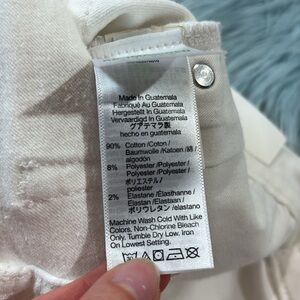 Made In Guatemala
Fabriqué Au Guatemala
Hergestellt In Guatemala
Vervaardigd In Guatemala
グアテマラ製
hecho en guatemala
90% Cotton /Coton /
Baumwolle /Katoen /綿 /
algodón
8% Polyester/Polyester /
Polyester/Polyester /
ポリエステル /
poliester
2% Elastane /Elasthanne /
Elasthan /Elastaan /
ポリウレタン /elastano
Machine Wash Cold With Like
Colors. Non-Chlorine Bleach
Only. Tumble Dry Low. Iron
on Lowest Setting.